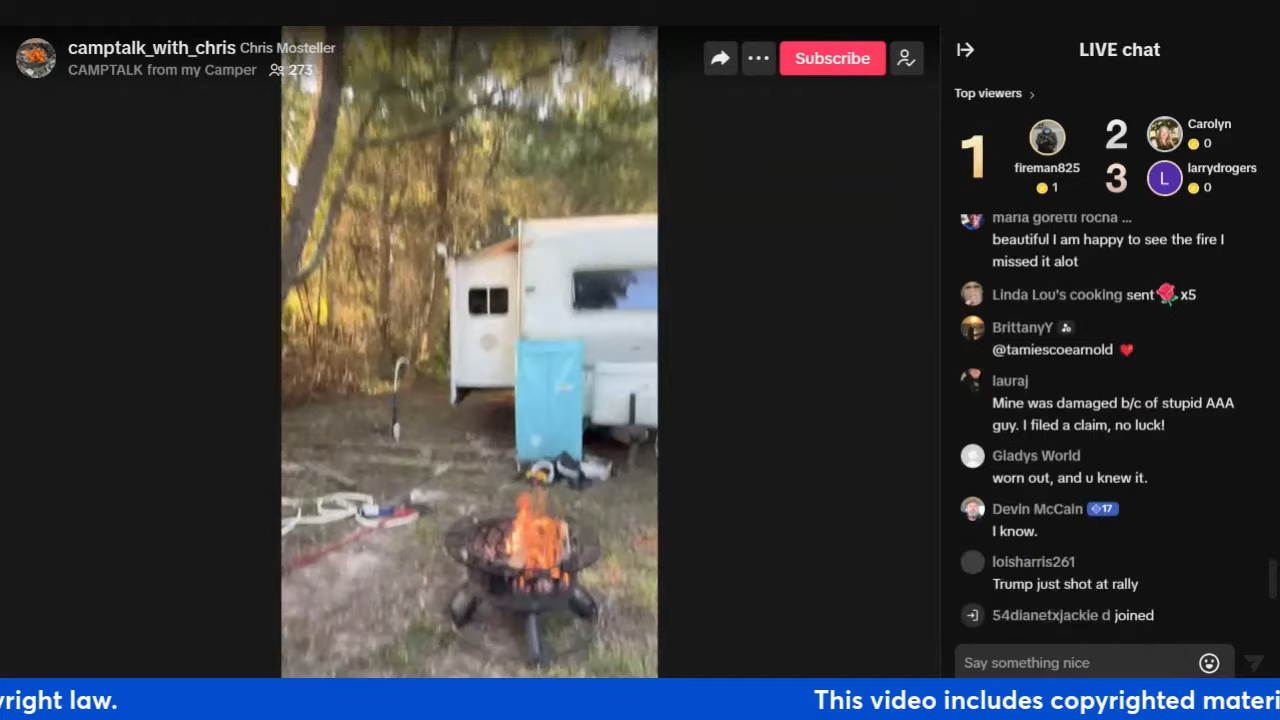 camptalk_with_chris Chris Mosteller
CAMPTALK from my Camper 273
Subscribe
LIVE chat
Top viewers >
1
fireman825
1
2
Carolyn
0
3
L
larrydrogers
0
maria goretti rocha ...
beautiful I am happy to see the fire I
missed it alot
Linda Lou's cooking sent x5
BrittanyY
@tamiescoearnold
lauraj
Mine was damaged b/c of stupid AAA
guy. I filed a claim, no luck!
Gladys World
worn out, and u knew it.
Devin McCain 17
I know.
loisharris261
Trump just shot at rally
54dianetxjackie d joined
Say something nice
yright law.
This video includes copyrighted materi